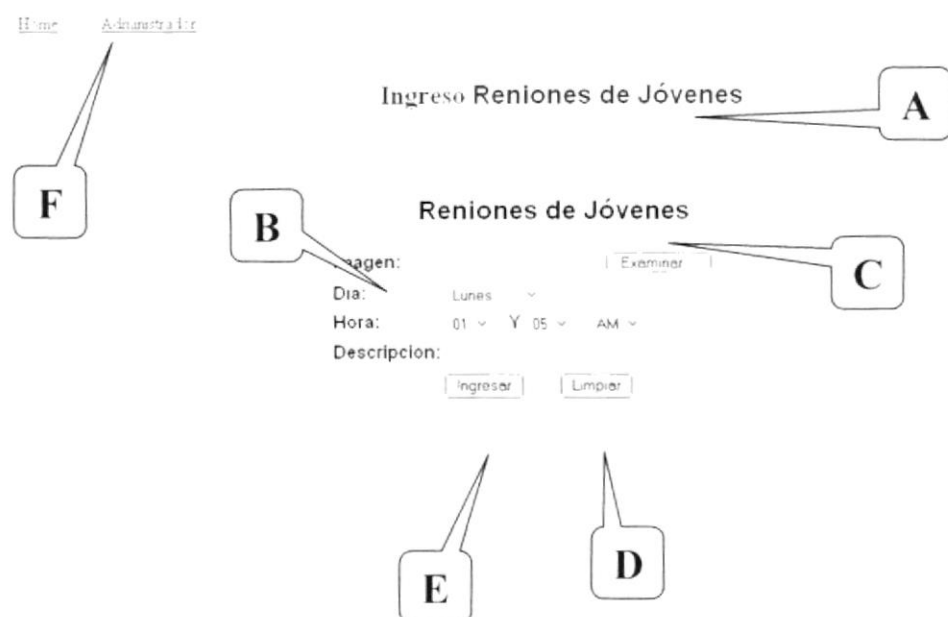 Home Administrador
Ingreso Reniones de Jóvenes
A
F
B
Reniones de Jóvenes
C
Imagen: Examinar
Dia: Lunes
Hora: 01 Y 05 AM
Descripcion:
Ingresar Limpiar
E
D